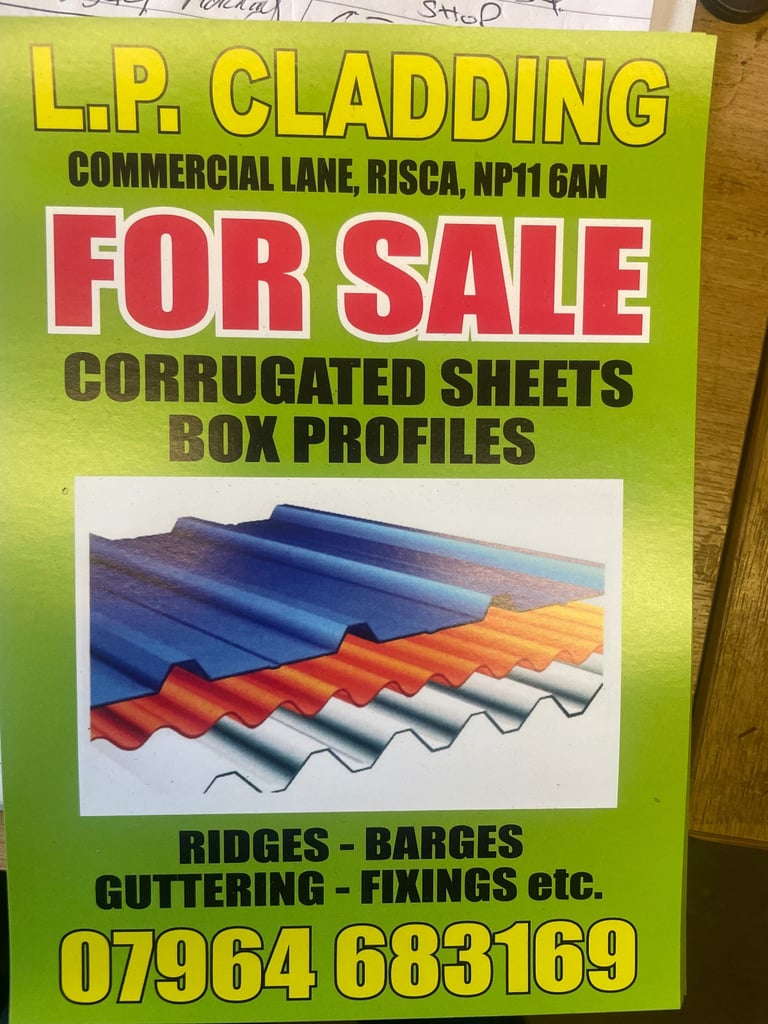 SHOP
L.P. CLADDING
COMMERCIAL LANE, RISCA, NP11 6AN
FOR SALE
CORRUGATED SHEETS
BOX PROFILES
RIDGES - BARGES
GUTTERING - FIXINGS etc.
07964 683169